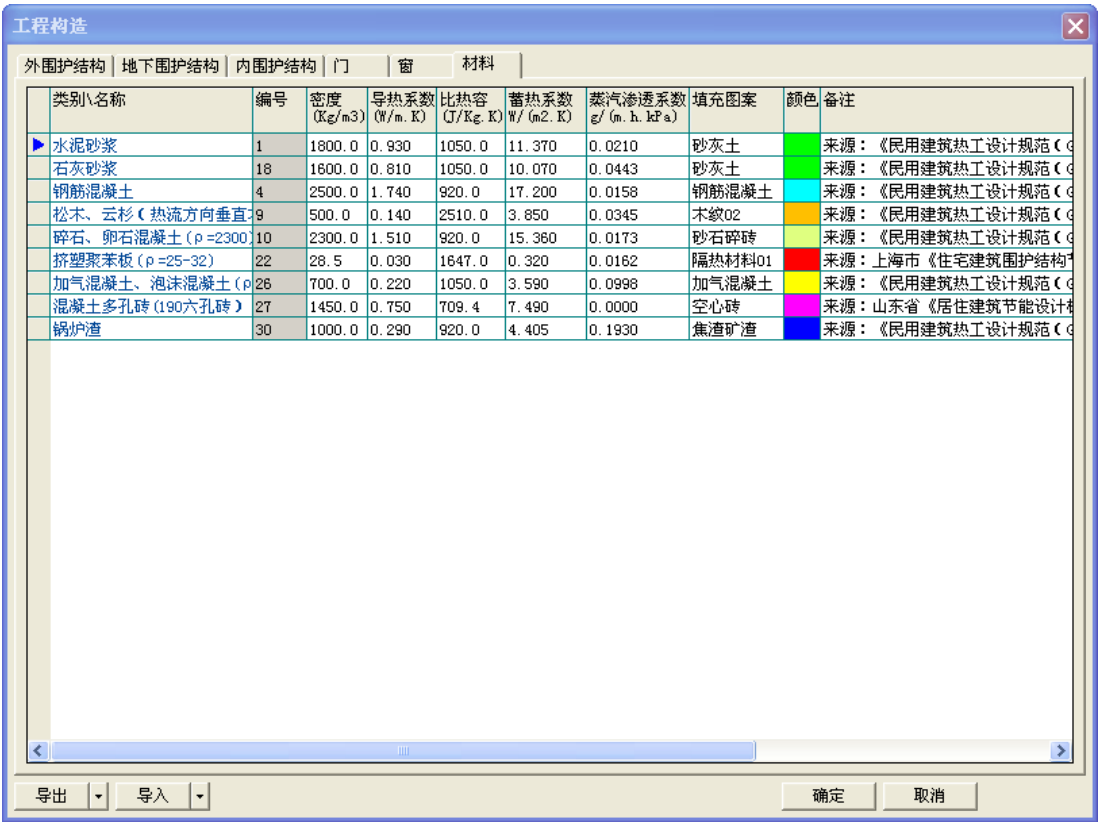 工程构造
外围护结构 地下围护结构 内围护结构 门 窗 材料
类别\名称 编号 密度 导热系数 比热容 蓄热系数 蒸汽渗透系数 填充图案 颜色 备注
(Kg/m3) (W/m.K) (J/Kg.K) W/(m2.K) g/(m.h.kPa)
水泥砂浆 1 1800.0 0.930 1050.0 11.370 0.0210 砂灰土 来源：《民用建筑热工设计规范(
石灰砂浆 18 1600.0 0.810 1050.0 10.070 0.0443 砂灰土 来源：《民用建筑热工设计规范(
钢筋混凝土 4 2500.0 1.740 920.0 17.200 0.0158 钢筋混凝土 来源：《民用建筑热工设计规范(
松木、云杉(热流方向垂直 9 500.0 0.140 2510.0 3.850 0.0345 木纹02 来源：《民用建筑热工设计规范(
碎石、卵石混凝土(ρ=2300) 10 2300.0 1.510 920.0 15.360 0.0173 砂石碎砖 来源：《民用建筑热工设计规范(
挤塑聚苯板(ρ=25-32) 22 28.5 0.030 1647.0 0.320 0.0162 隔热材料01 来源：上海市《住宅建筑围护结构
加气混凝土、泡沫混凝土(ρ 26 700.0 0.220 1050.0 3.590 0.0998 加气混凝土 来源：《民用建筑热工设计规范(
混凝土多孔砖(190六孔砖) 27 1450.0 0.750 709.4 7.490 0.0000 空心砖 来源：山东省《居住建筑节能设计
锅炉渣 30 1000.0 0.290 920.0 4.405 0.1930 焦渣矿渣 来源：《民用建筑热工设计规范(
导出 导入 确定 取消